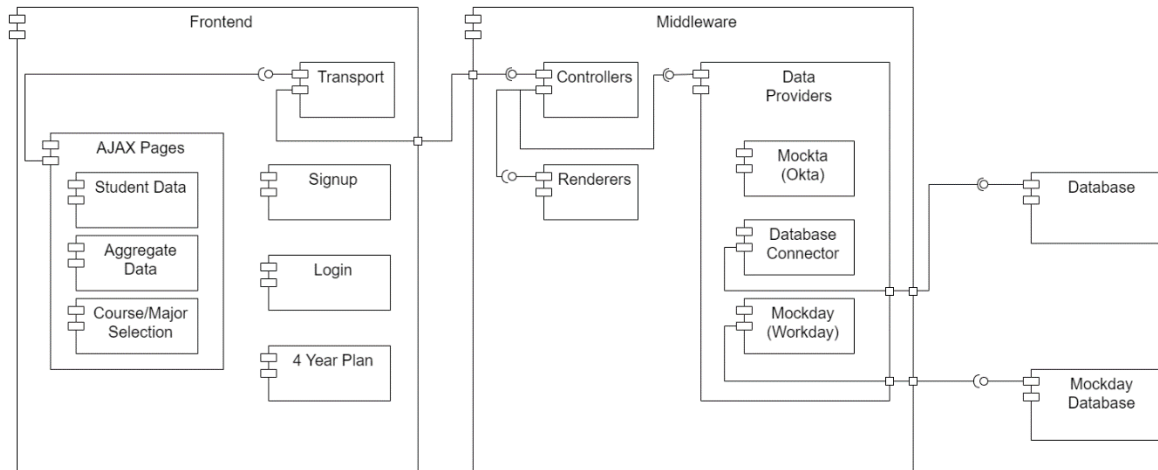 Frontend
Transport
AJAX Pages
Student Data
Aggregate
Data
Course/Major
Selection
Signup
Login
4 Year Plan
Middleware
Controllers
Renderers
Data
Providers
Mockta
(Okta)
Database
Connector
Mockday
(Workday)
Database
Mockday
Database